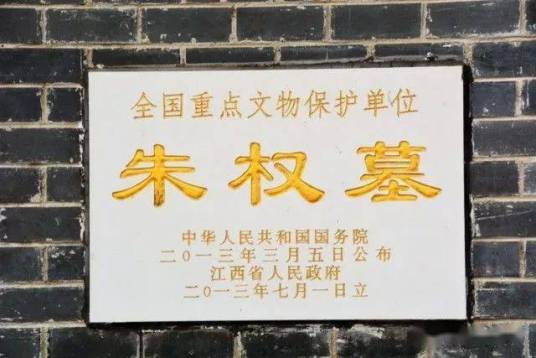 全国重点文物保护单位
朱权墓
中华人民共和国国务院
二〇一三年三月五日公布
江西省人民政府
二〇一三年七月一日立